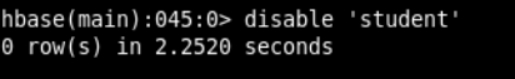 hbase(main):045:0> disable 'student'
0 row(s) in 2.2520 seconds